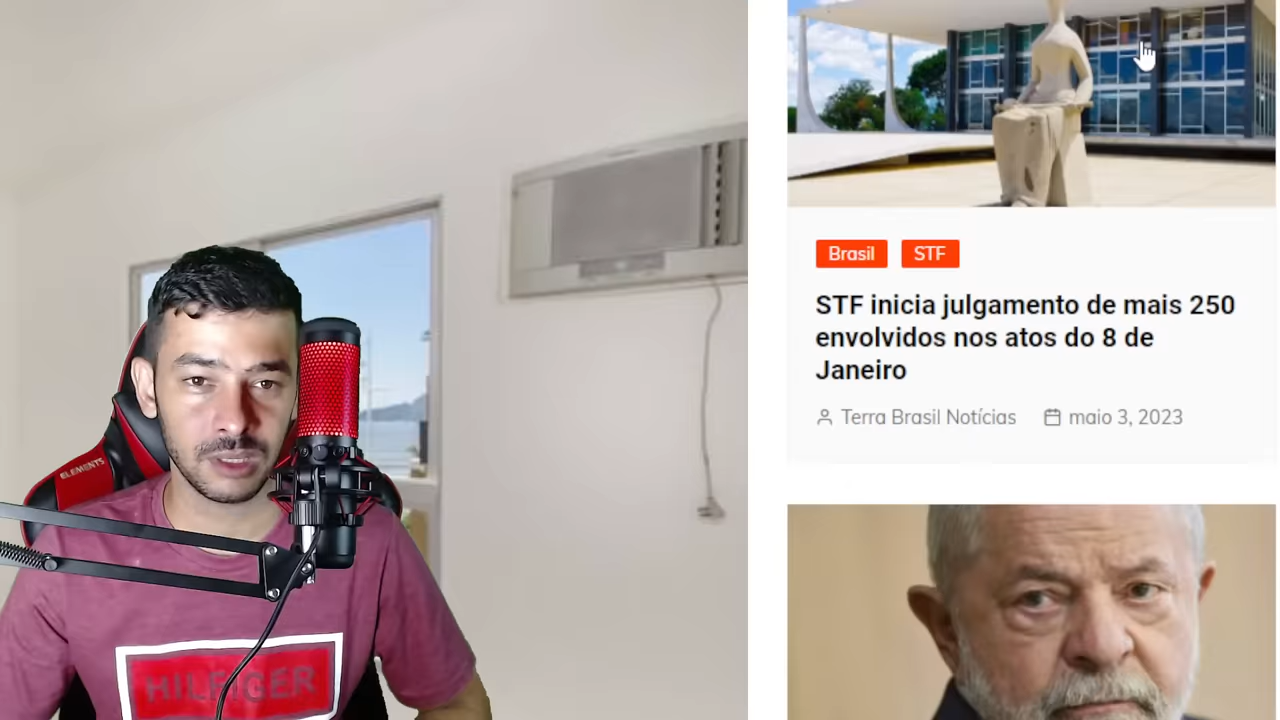 ELEMENTS
HILFIGER
Brasil
STF
STF inicia julgamento de mais 250
envolvidos nos atos do 8 de
Janeiro
Terra Brasil Notícias
maio 3, 2023